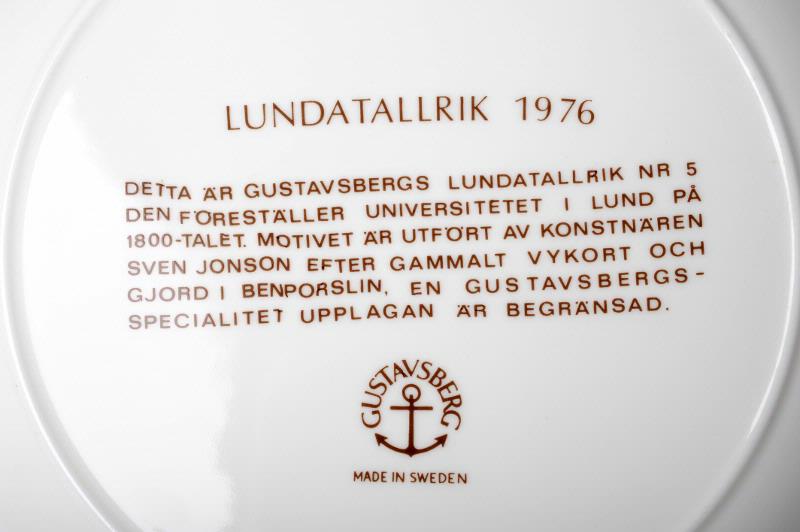 LUNDATALLRIK 1976
DETTA ÄR GUSTAVSBERGS LUNDATALLRIK NR 5
DEN FÖRESTÄLLER UNIVERSITETET I LUND PÅ
1800-TALET. MOTIVET ÄR UTFÖRT AV KONSTNÄREN
SVEN JONSON EFTER GAMMALT VYKORT OCH
GJORD I BENPORSLIN, EN GUSTAVSBERGS-
SPECIALITET UPPLAGAN ÄR BEGRÄNSAD.
GUSTAVSBERG
MADE IN SWEDEN